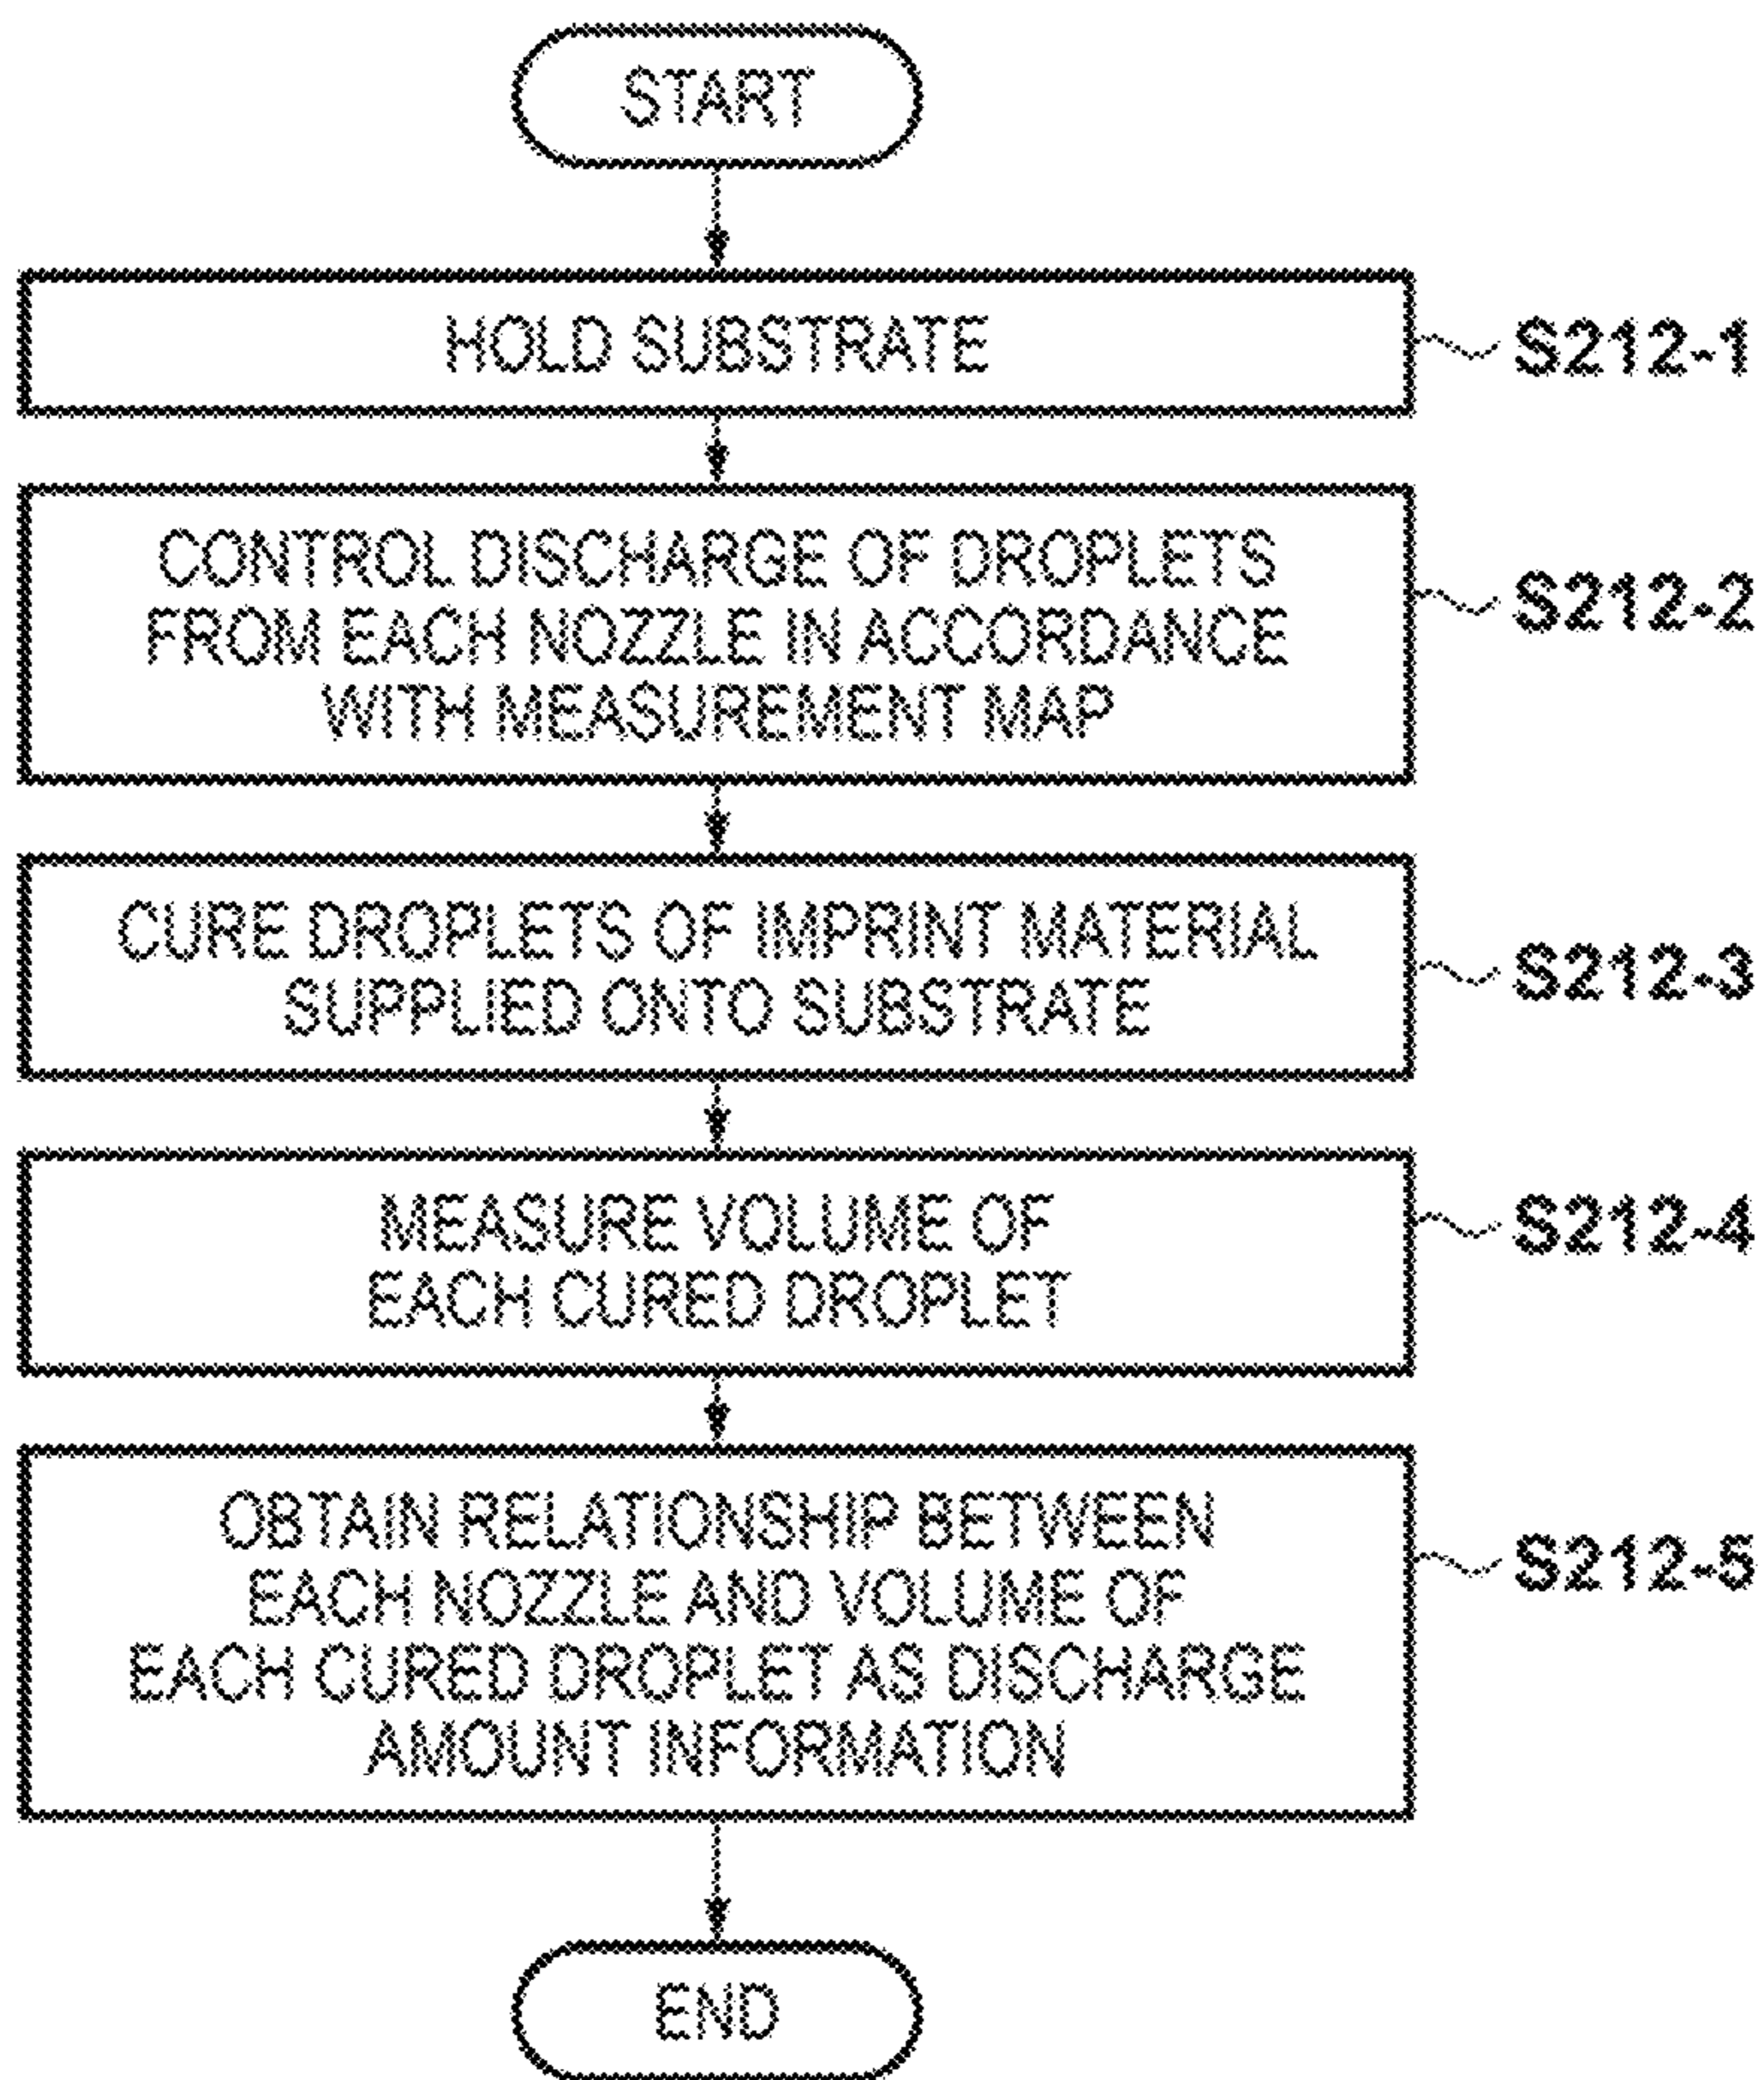 START
HOLD SUBSTRATE
S212-1
CONTROL DISCHARGE OF DROPLETS
FROM EACH NOZZLE IN ACCORDANCE
WITH MEASUREMENT MAP
S212-2
CURE DROPLETS OF IMPRINT MATERIAL
SUPPLIED ONTO SUBSTRATE
S212-3
MEASURE VOLUME OF
EACH CURED DROPLET
S212-4
OBTAIN RELATIONSHIP BETWEEN
EACH NOZZLE AND VOLUME OF
EACH CURED DROPLET AS DISCHARGE
AMOUNT INFORMATION
S212-5
END